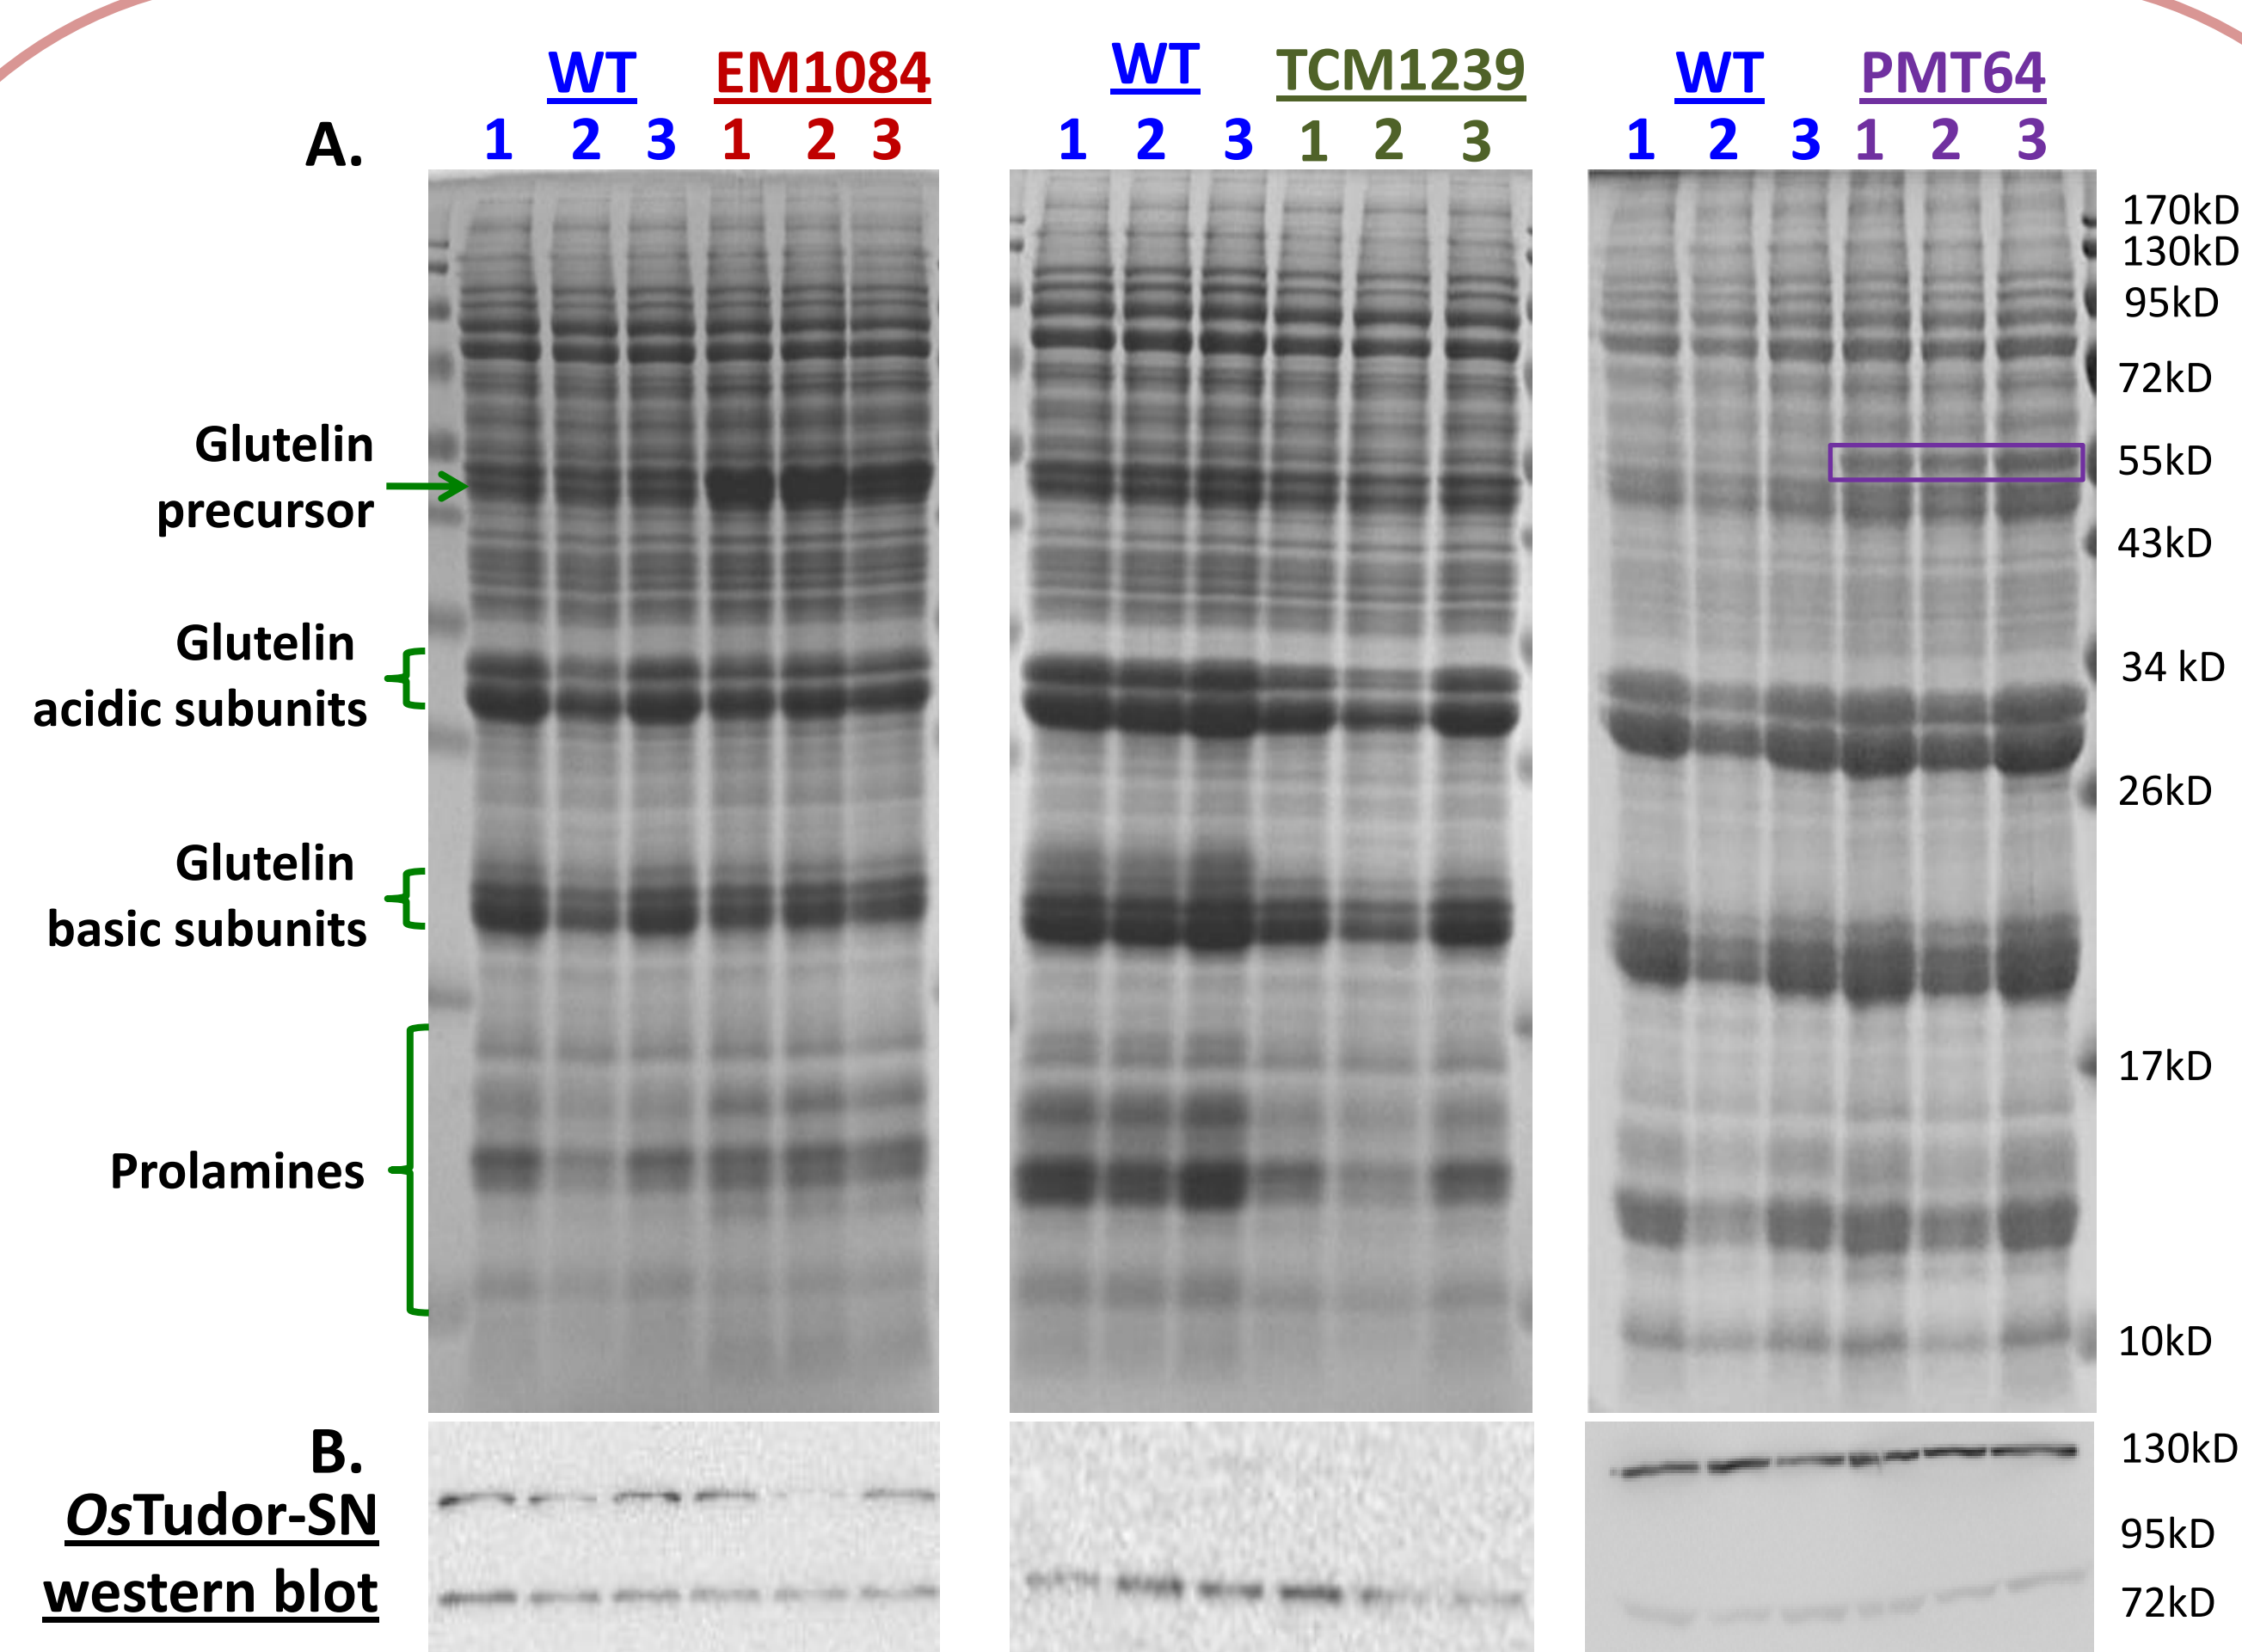 WT EM1084 WT TCM1239 WT PMT64
A. 1 2 3 1 2 3 1 2 3 1 2 3 1 2 3 1 2 3
170kD
130kD
95kD
72kD
Glutelin
precursor
55kD
43kD
Glutelin
acidic subunits
34 kD
26kD
Glutelin
basic subunits
17kD
Prolamines
10kD
B.
OsTudor-SN
western blot
130kD
95kD
72kD